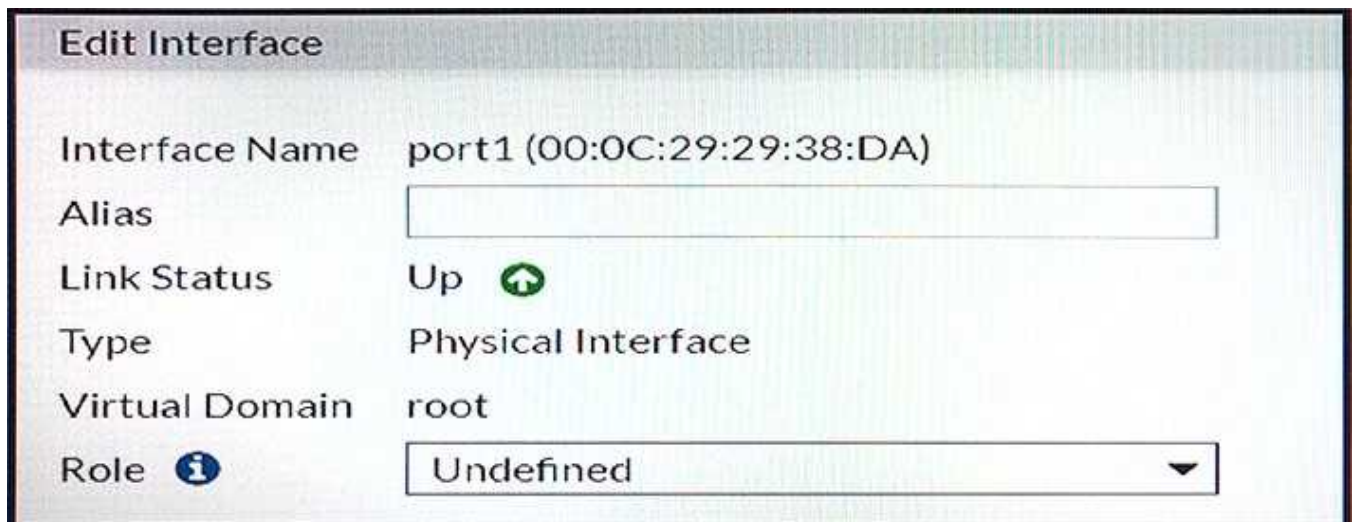 Edit Interface
Interface Name port1 (00:0C:29:29:38:DA)
Alias
Link Status Up
Type Physical Interface
Virtual Domain root
Role Undefined